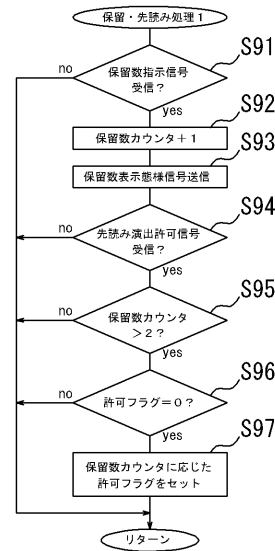 保留・先読み処理１
S91
no
保留数指示信号
受信？
yes
S92
保留数カウンタ＋１
S93
保留数表示態様信号送信
S94
no
先読み演出許可信号
受信？
yes
S95
no
保留数カウンタ
＞２？
yes
S96
no
許可フラグ＝０？
yes
S97
保留数カウンタに応じた
許可フラグをセット
リターン